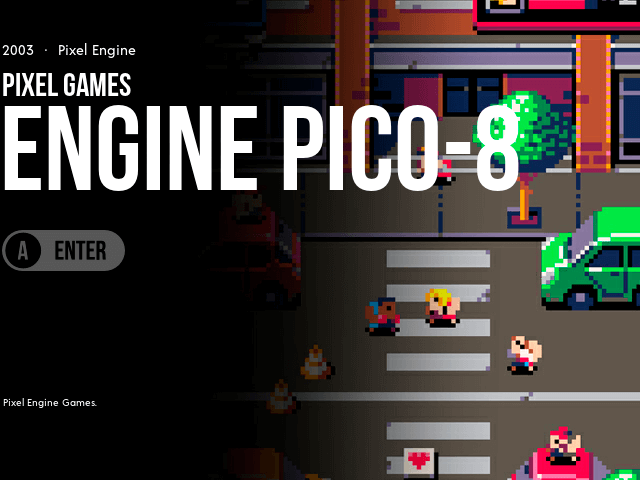 2003 · Pixel Engine
PIXEL GAMES
ENGINE PICO-8
A ENTER
Pixel Engine Games.